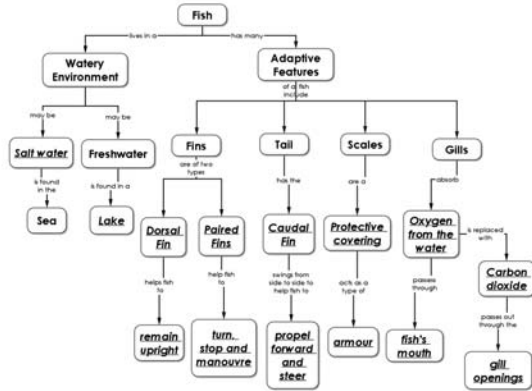 Fish
lives in a
has many
Watery
Environment
Adaptive
Features
of a fish
include
may be
may be
Salt water
Freshwater
Fins
Tail
Scales
Gills
is found
in the
is found in a
are of two
types
has the
are a
absorb
Sea
Lake
Dorsal
Fin
Paired
Fins
Caudal
Fin
Protective
covering
Oxygen
from the
water
is replaced
with
Carbon
dioxide
helps fish
to
help fish
to
swings from
side to side to
help fish to
acts as a
type of
passes
through
passes out
through the
remain
upright
turn,
stop and
manouvre
propel
forward
and
steer
armour
fish's
mouth
gill
openings